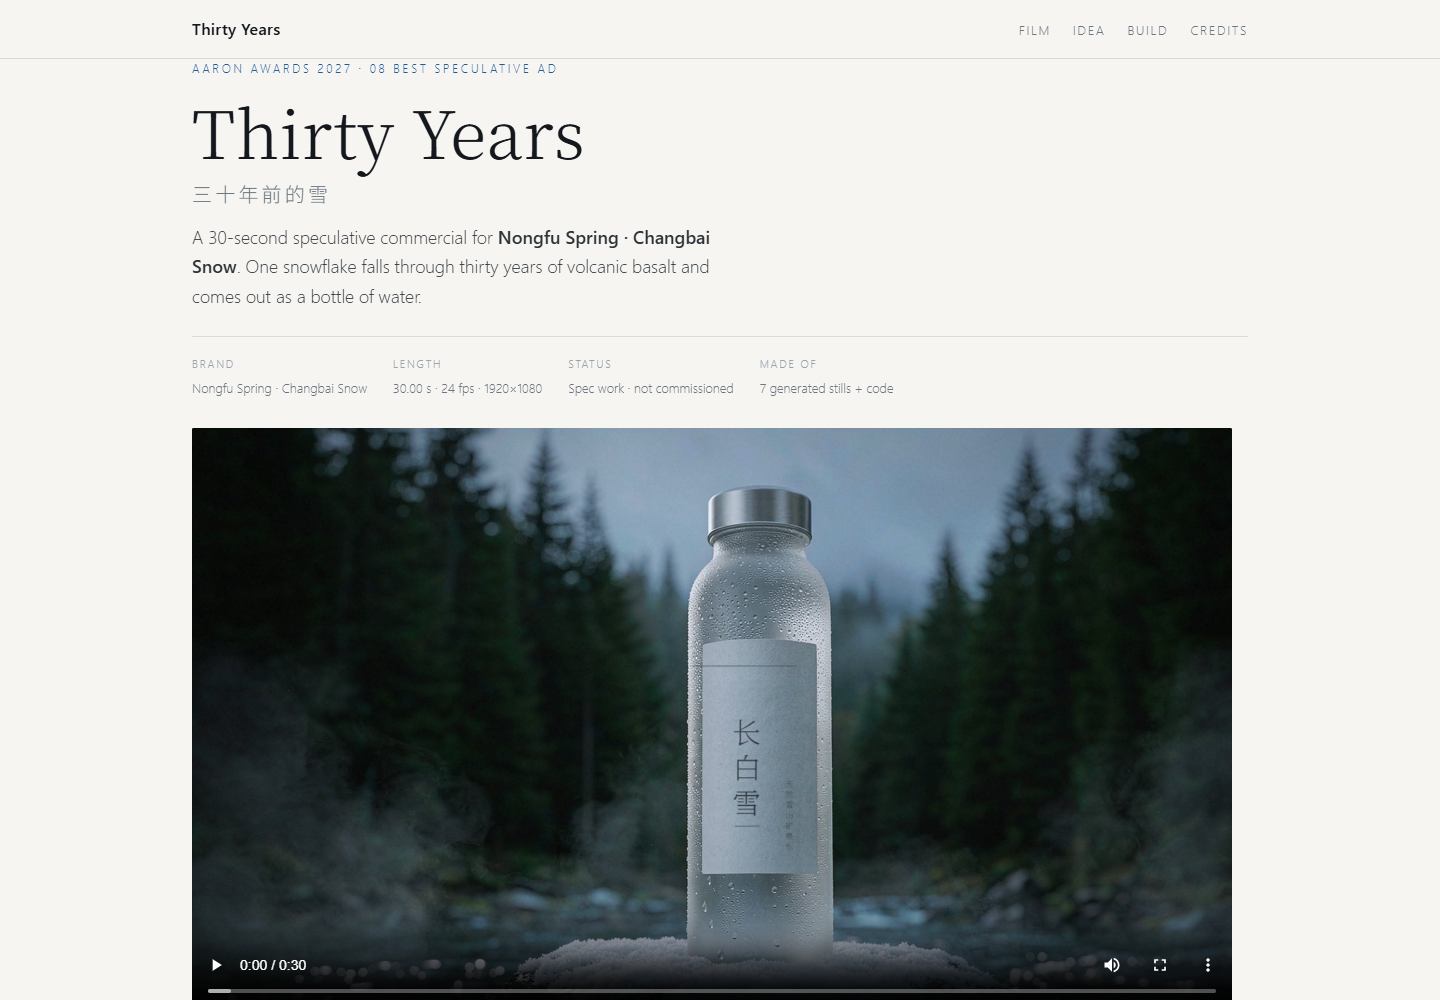 Thirty Years
FILM IDEA BUILD CREDITS
AARON AWARDS 2027 · 08 BEST SPECULATIVE AD
Thirty Years
三十年前的雪
A 30-second speculative commercial for Nongfu Spring · Changbai
Snow. One snowflake falls through thirty years of volcanic basalt and
comes out as a bottle of water.
BRAND LENGTH STATUS MADE OF
Nongfu Spring · Changbai Snow 30.00 s · 24 fps · 1920×1080 Spec work · not commissioned 7 generated stills + code
长白雪
0:00 / 0:30